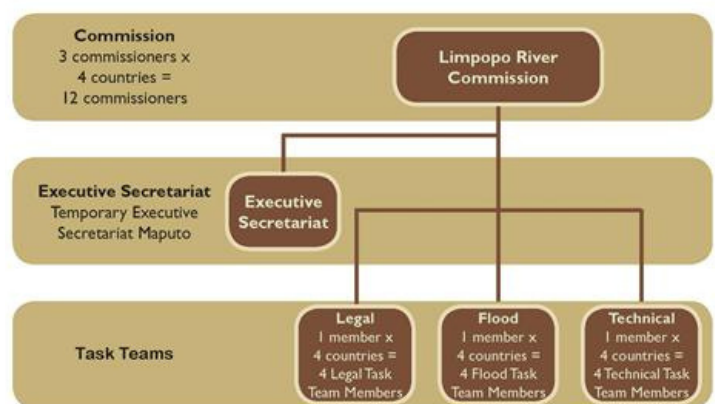 Commission
3 commissioners x
4 countries =
12 commissioners
Limpopo River
Commission
Executive Secretariat
Temporary Executive
Secretariat Maputo
Executive
Secretariat
Task Teams
Legal
1 member x
4 countries =
4 Legal Task
Team Members
Flood
1 member x
4 countries =
4 Flood Task
Team Members
Technical
1 member x
4 countries =
4 Technical Task
Team Members